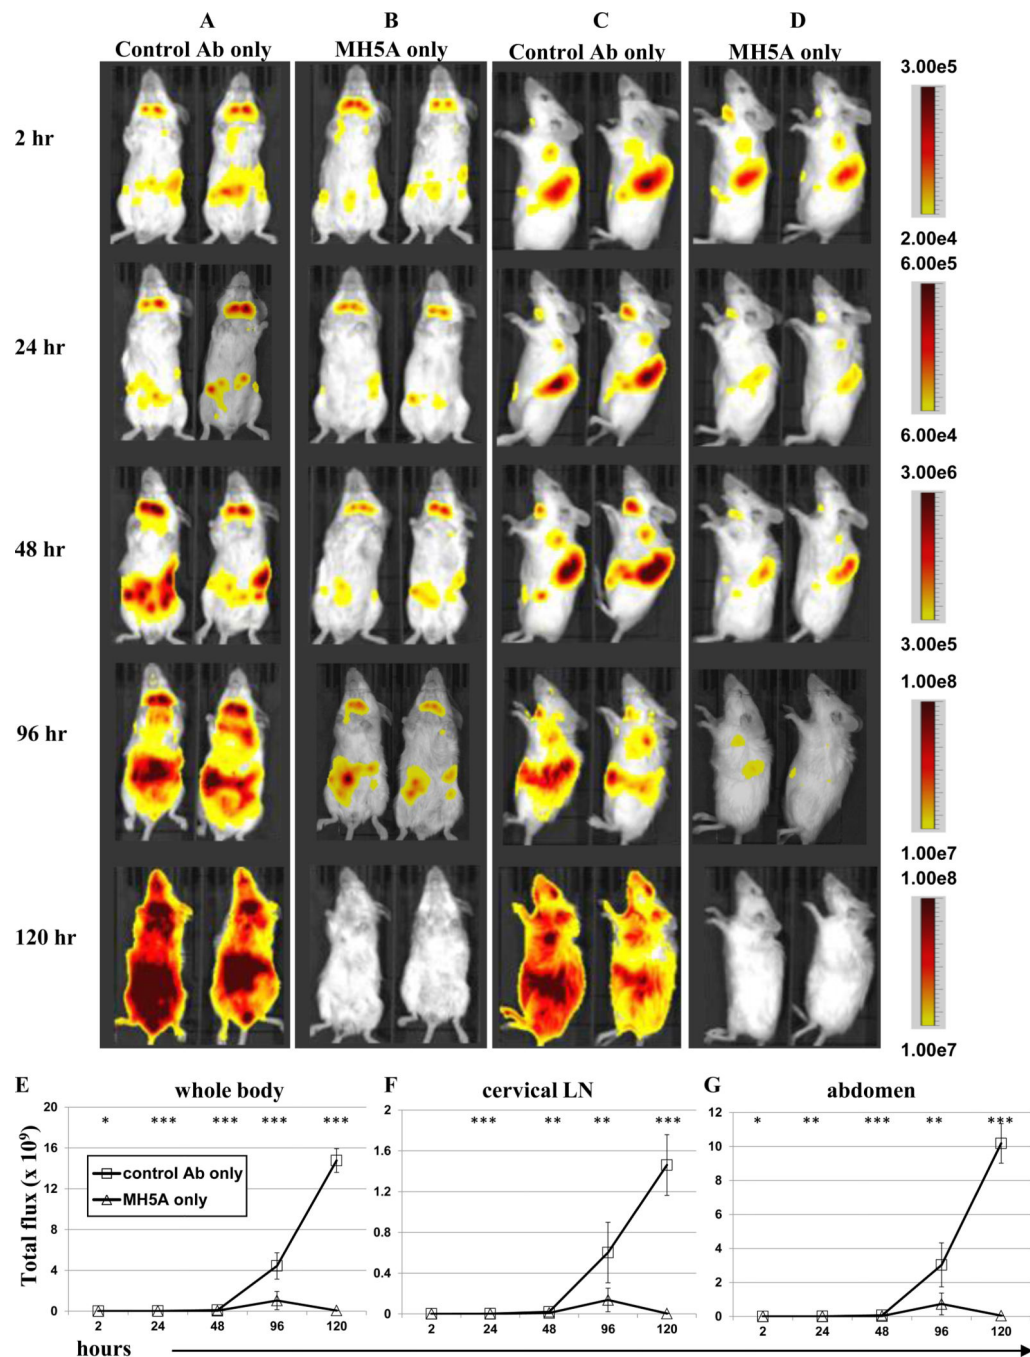 A B C D
Control Ab only MH5A only Control Ab only MH5A only
3.00e5
2 hr
2.00e4
6.00e5
24 hr
6.00e4
3.00e6
48 hr
3.00e5
1.00e8
96 hr
1.00e7
1.00e8
120 hr
1.00e7
E whole body
Total flux (x 10⁹)
20
16
12
8
4
0
* *** *** *** ***
control Ab only
MH5A only
2 24 48 96 120
F cervical LN
2
1.6
1.2
0.8
0.4
0
*** ** ** ***
2 24 48 96 120
G abdomen
12
10
8
6
4
2
0
* ** *** ** ***
2 24 48 96 120
hours